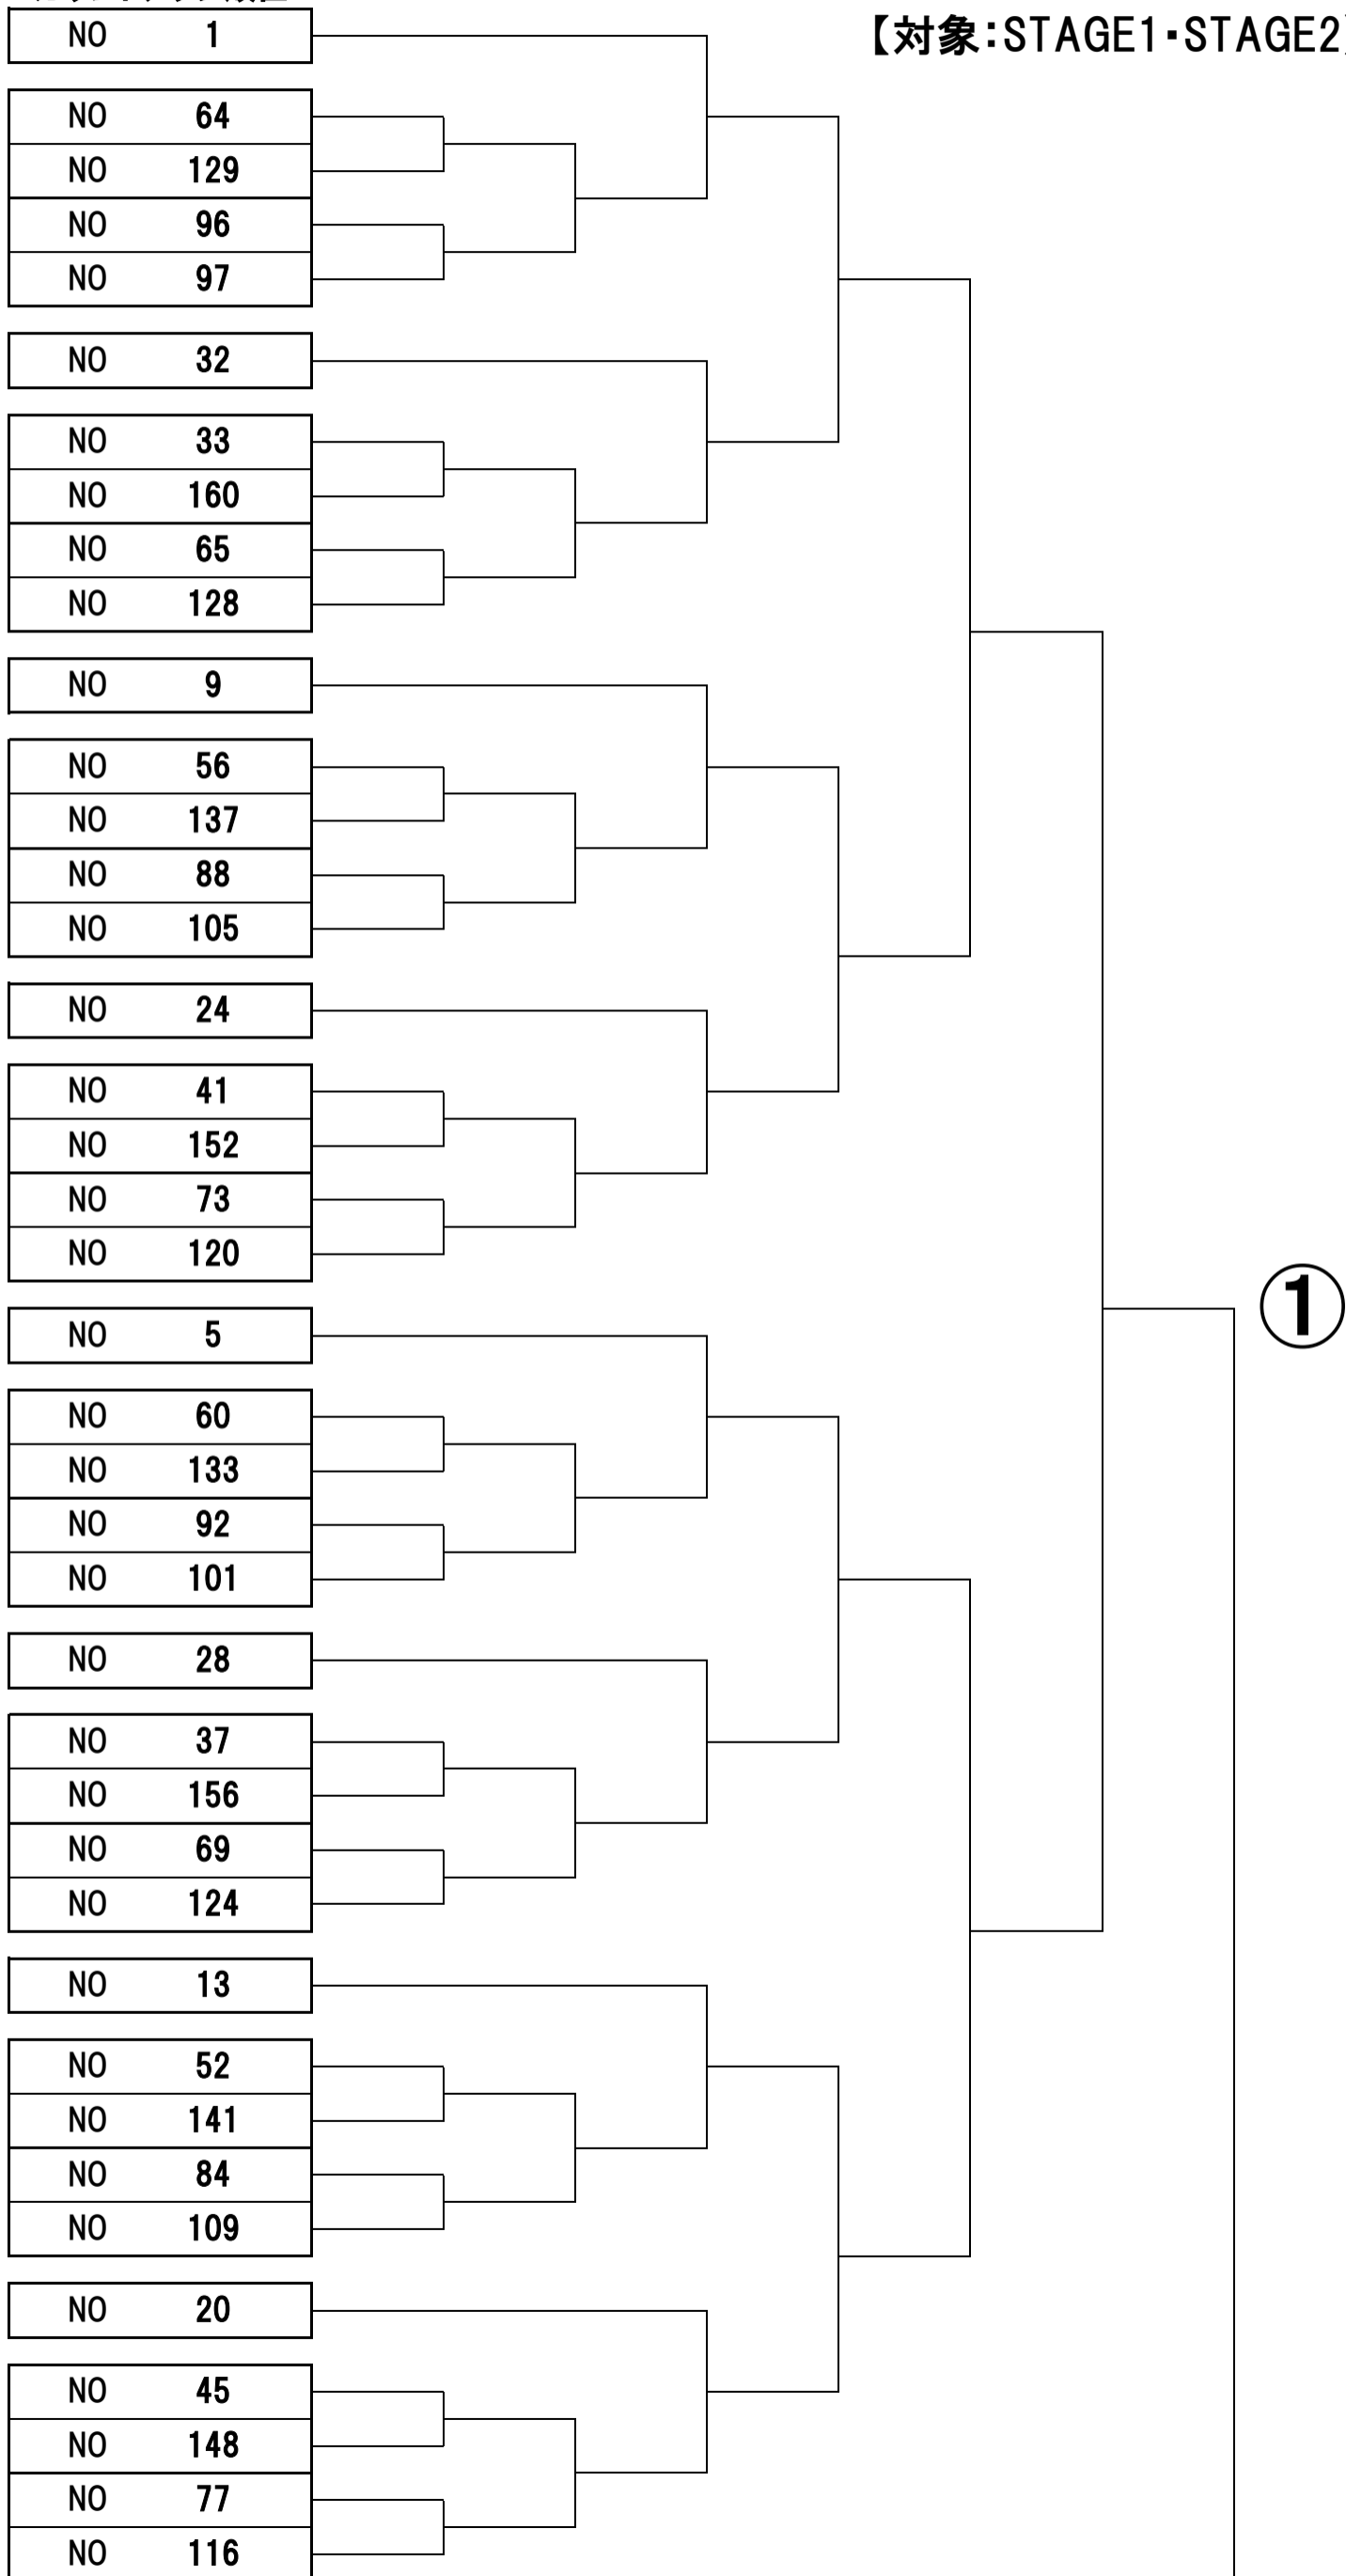 【対象:STAGE1・STAGE2】
NO 1
NO 64
NO 129
NO 96
NO 97
NO 32
NO 33
NO 160
NO 65
NO 128
NO 9
NO 56
NO 137
NO 88
NO 105
NO 24
NO 41
NO 152
NO 73
NO 120
①
NO 5
NO 60
NO 133
NO 92
NO 101
NO 28
NO 37
NO 156
NO 69
NO 124
NO 13
NO 52
NO 141
NO 84
NO 109
NO 20
NO 45
NO 148
NO 77
NO 116